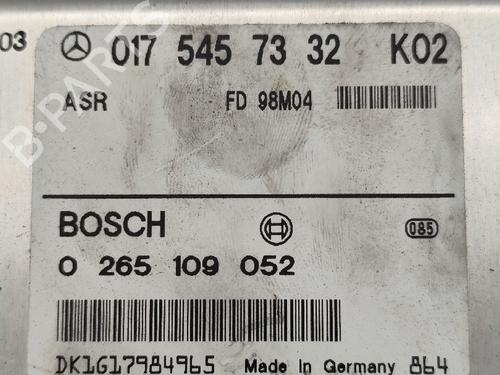 03
017 545 73 32 K02
ASR FD 98M04
BOSCH 085
0 265 109 052
DK1G17984965 Made in Germany 864
B-PARTS